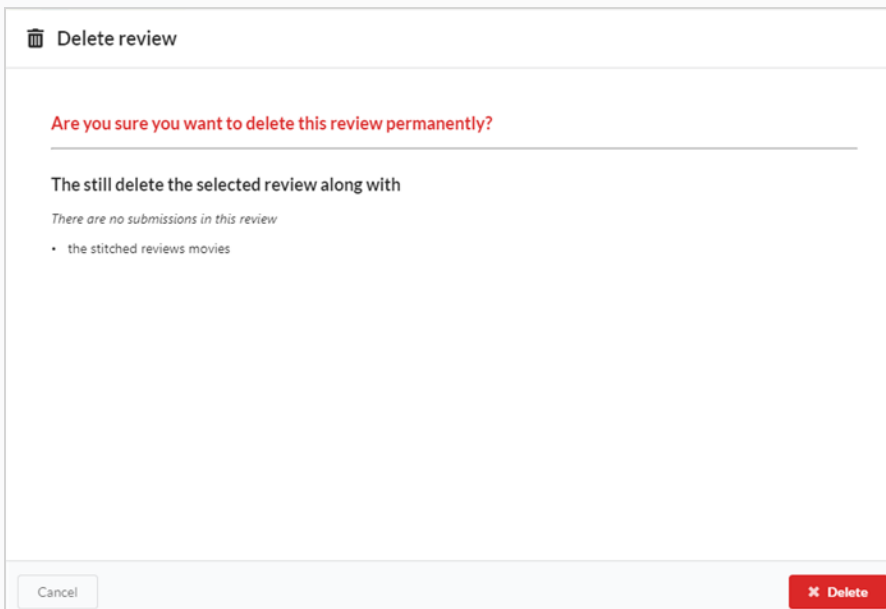 Delete review
Are you sure you want to delete this review permanently?
The still delete the selected review along with
There are no submissions in this review
• the stitched reviews movies
Cancel
✖ Delete